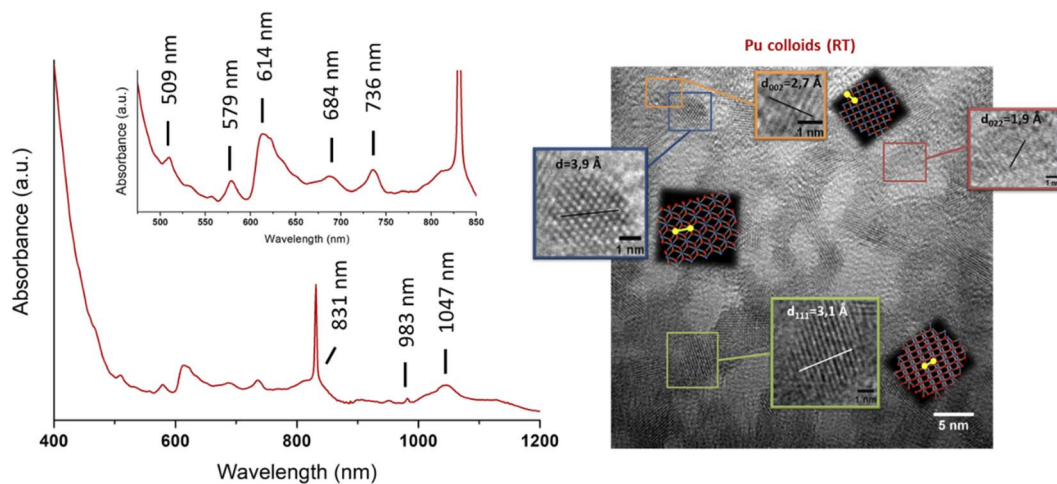 509 nm
579 nm
614 nm
684 nm
736 nm
Absorbance (a.u.)
500
550
600
650
700
750
800
850
Wavelength (nm)
831 nm
983 nm
1047 nm
Absorbance (a.u.)
400
600
800
1000
1200
Wavelength (nm)
Pu colloids (RT)
d002=2,7 Å
1 nm
d022=1,9 Å
1 nm
d=3,9 Å
1 nm
d111=3,1 Å
1 nm
5 nm